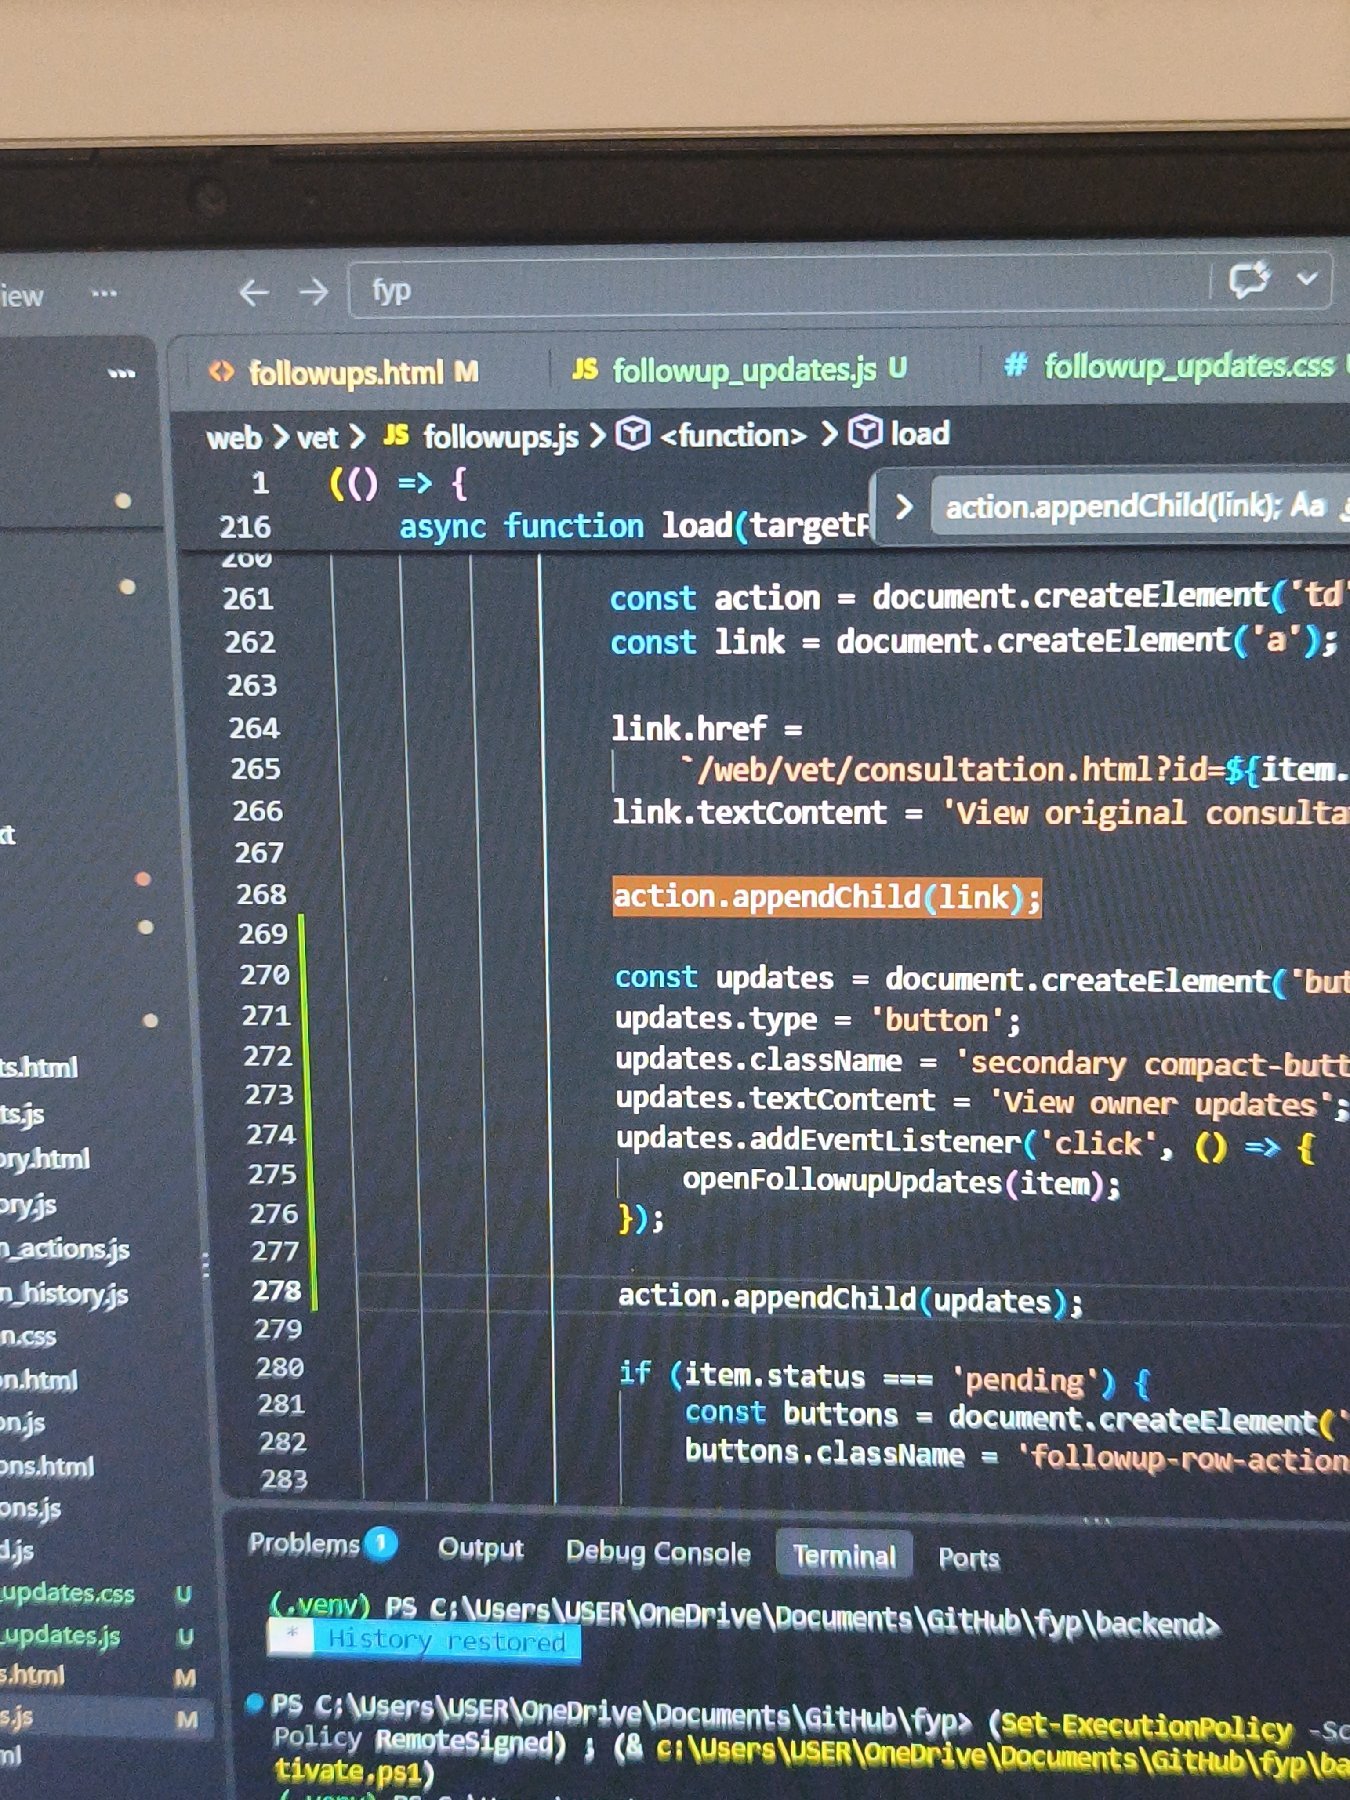 iew ... ← → fyp
...
followups.html M JS followup_updates.js U # followup_updates.css
web > vet > JS followups.js > <function> > load
1 (() => {
> action.appendChild(link); Aa
216 async function load(
260
261 const action = document.createElement('td'
262 const link = document.createElement('a');
263
264 link.href =
265 `/web/vet/consultation.html?id=${item.
266 link.textContent = 'View original consulta
267
268 action.appendChild(link);
269
270 const updates = document.createElement('but
271 updates.type = 'button';
272 updates.className = 'secondary compact-butt
273 updates.textContent = 'View owner updates';
274 updates.addEventListener('click', () => {
275 openFollowupUpdates(item);
276 });
277
278 action.appendChild(updates);
279
280 if (item.status === 'pending') {
281 const buttons = document.createElement('
282 buttons.className = 'followup-row-action
283
xt
ts.html
ts.js
ory.html
ory.js
n_actions.js
n_history.js
n.css
on.html
on.js
ons.html
ons.js
d.js
_updates.css U
_updates.js U
s.html M
s.js M
ml
Problems 1 Output Debug Console Terminal Ports
(.venv) PS C:\Users\USER\OneDrive\Documents\GitHub\fyp\backend>
* History restored
PS C:\Users\USER\OneDrive\Documents\GitHub\fyp> (Set-ExecutionPolicy -Sc
Policy RemoteSigned) ; (& c:\Users\USER\OneDrive\Documents\GitHub\fyp\ba
tivate.ps1)